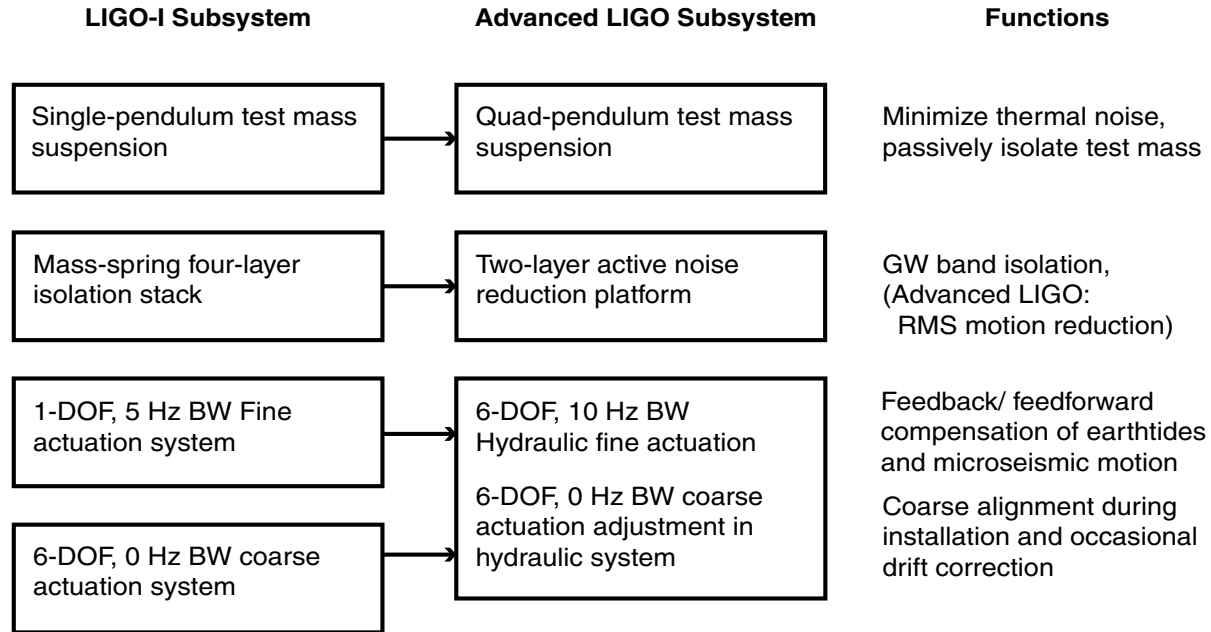 LIGO-I Subsystem
Advanced LIGO Subsystem
Functions
Single-pendulum test mass
suspension
Quad-pendulum test mass
suspension
Minimize thermal noise,
passively isolate test mass
Mass-spring four-layer
isolation stack
Two-layer active noise
reduction platform
GW band isolation,
(Advanced LIGO:
RMS motion reduction)
1-DOF, 5 Hz BW Fine
actuation system
6-DOF, 10 Hz BW
Hydraulic fine actuation
Feedback/ feedforward
compensation of earthtides
and microseismic motion
6-DOF, 0 Hz BW coarse
actuation system
6-DOF, 0 Hz BW coarse
actuation adjustment in
hydraulic system
Coarse alignment during
installation and occasional
drift correction